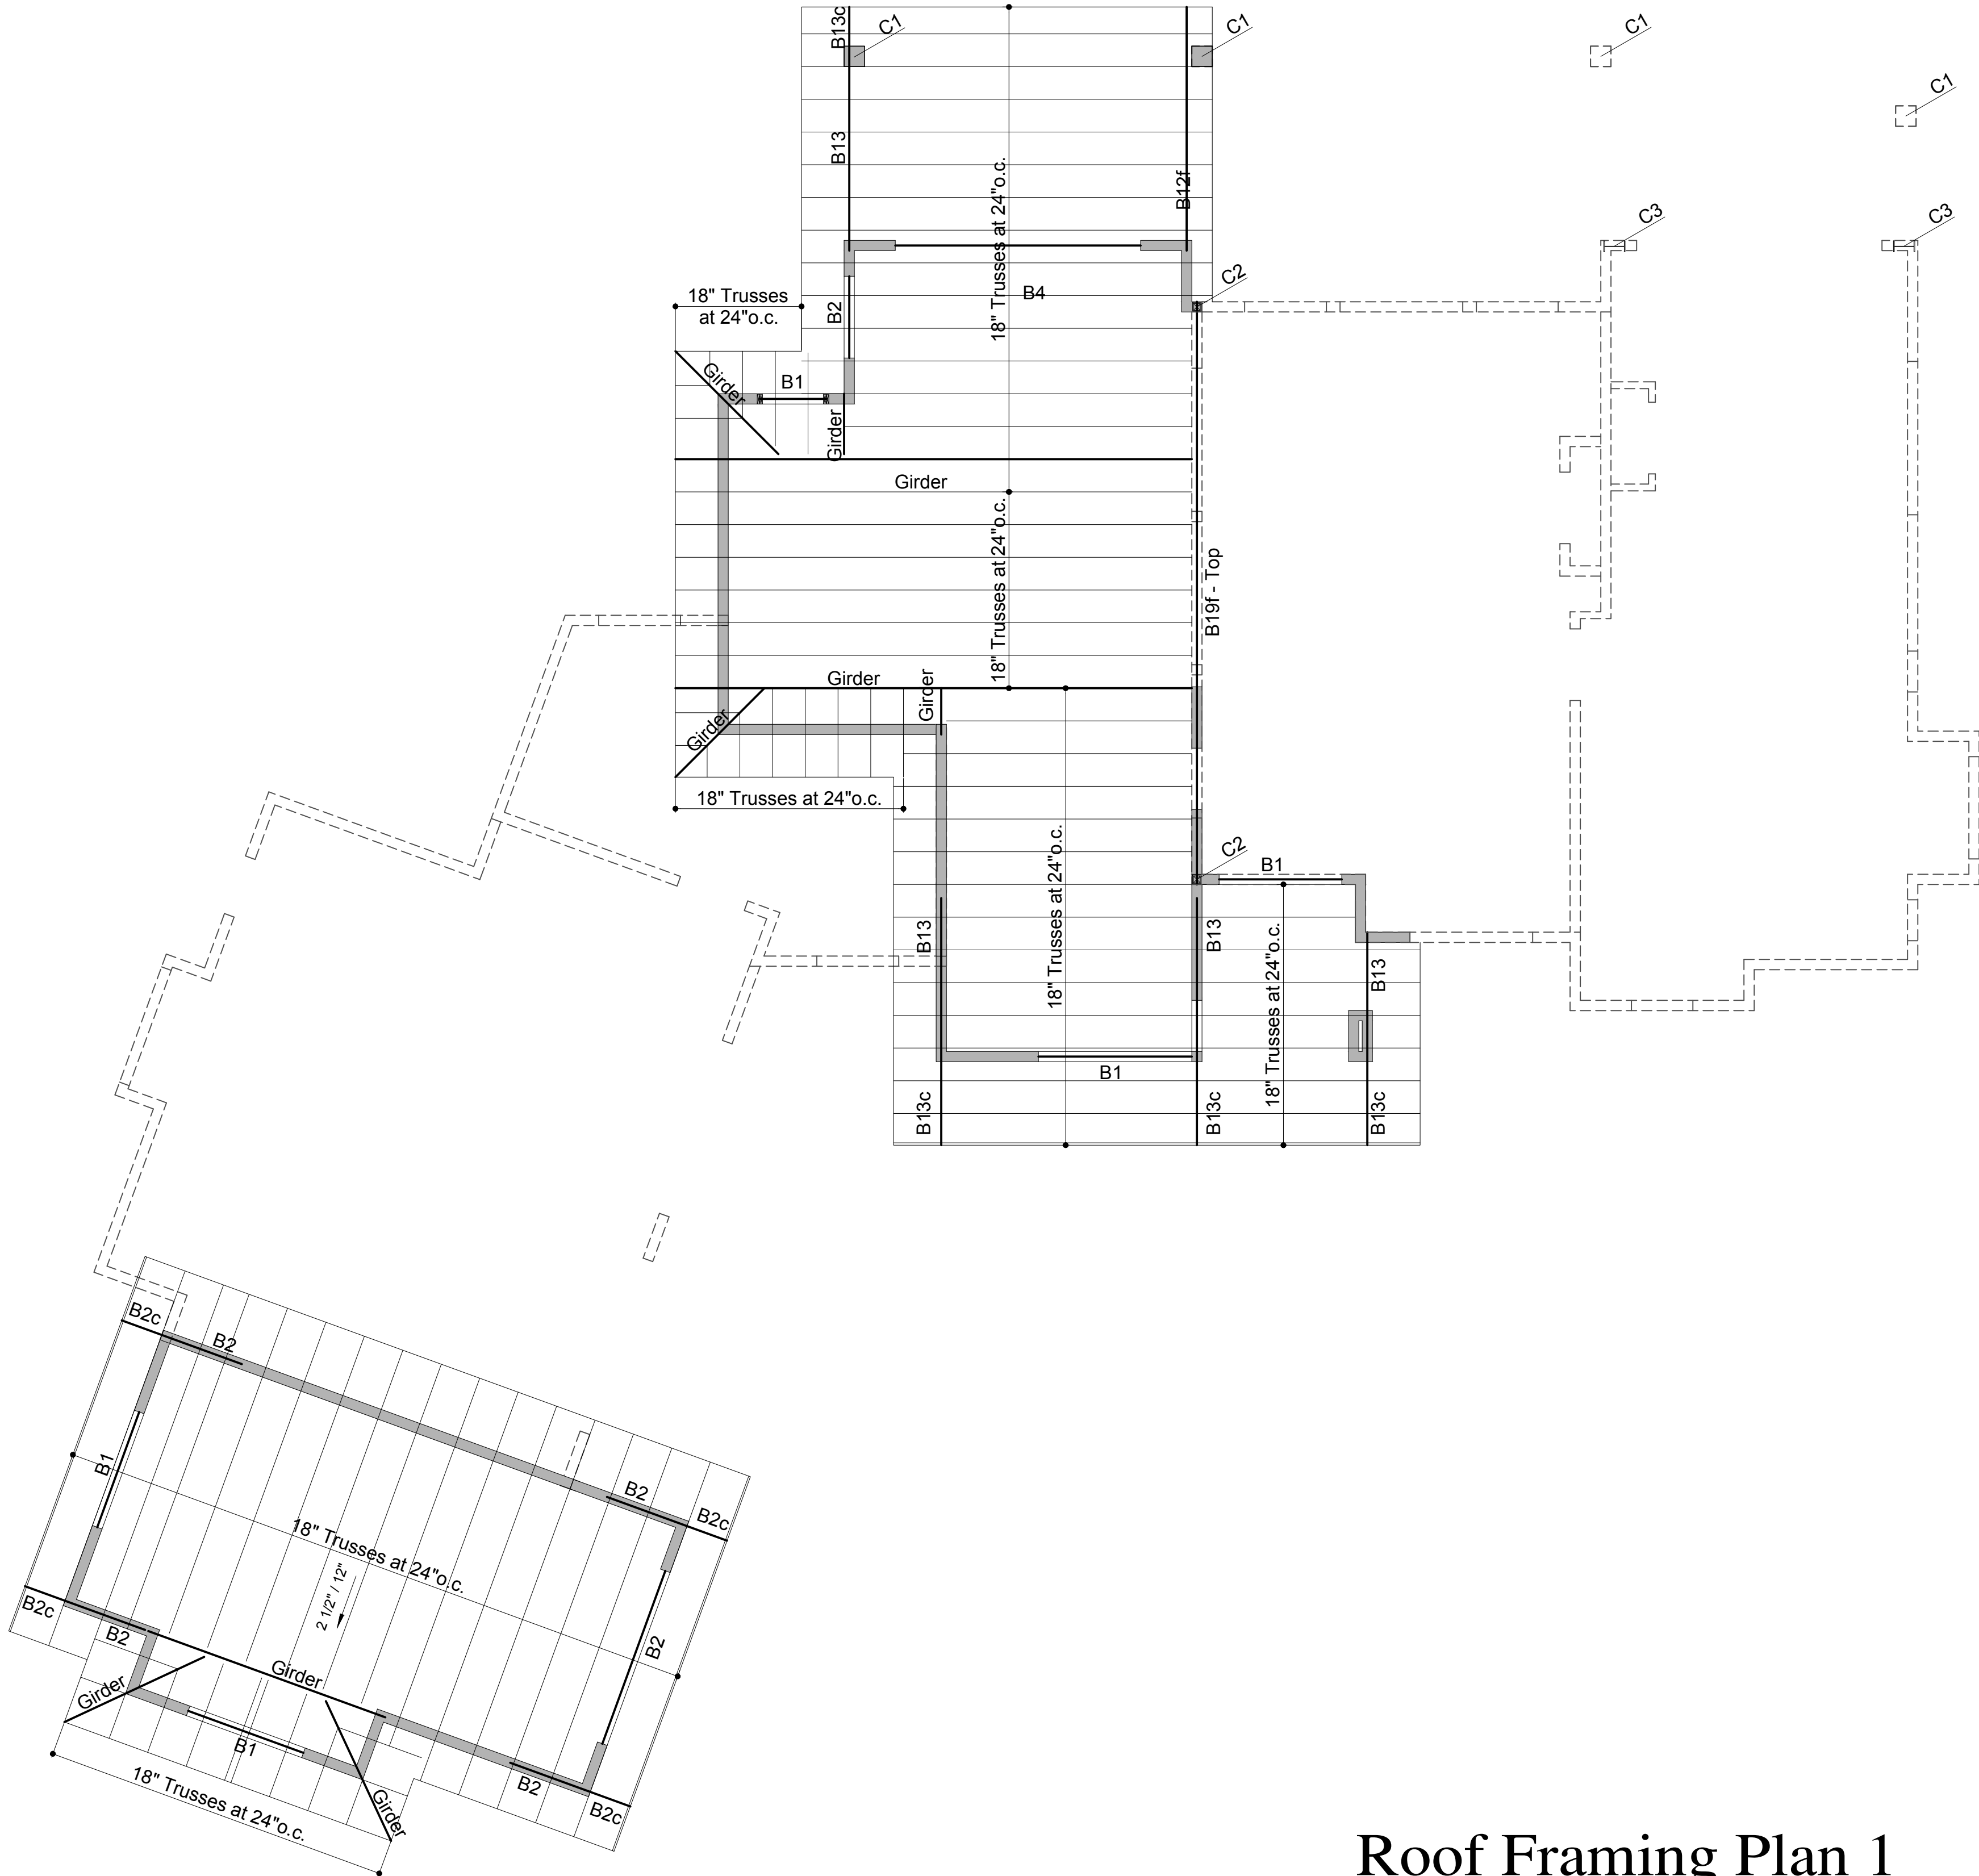 B13c
C1
C1
C1
C1
B13
18" Trusses at 24"o.c.
B12f
C3
C3
C2
18" Trusses
at 24"o.c.
B2
B4
Girder
B1
Girder
Girder
18" Trusses at 24"o.c.
B19f - Top
Girder
Girder
Girder
18" Trusses at 24"o.c.
18" Trusses at 24"o.c.
C2
B1
B13
B13
18" Trusses at 24"o.c.
B13
B1
B13c
B13c
B13c
B2c
B2
B1
B2
B2c
18" Trusses at 24"o.c.
2 1/2" / 12"
B2c
B2
B2
Girder
Girder
B1
B2
B2c
Girder
18" Trusses at 24"o.c.
Roof Framing Plan 1